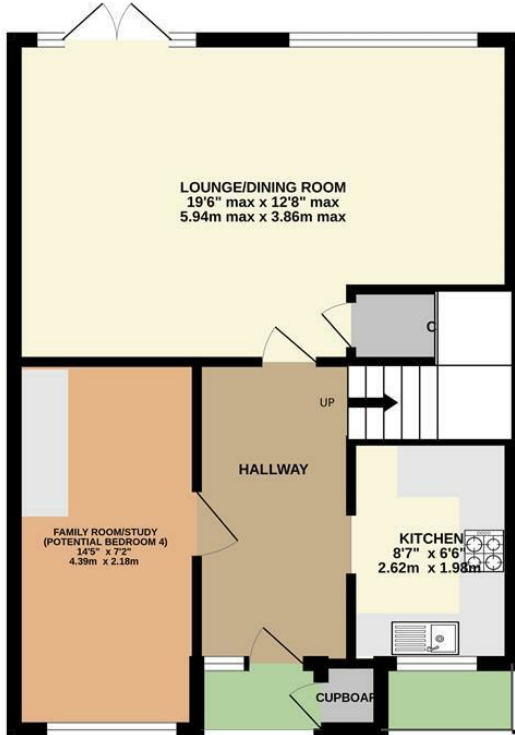 LOUNGE/DINING ROOM
19'6" max x 12'8" max
5.94m max x 3.86m max
C
UP
HALLWAY
FAMILY ROOM/STUDY
(POTENTIAL BEDROOM 4)
14'5" x 7'2"
4.39m x 2.18m
KITCHEN
8'7" x 6'6"
2.62m x 1.98m
CUPBOAR